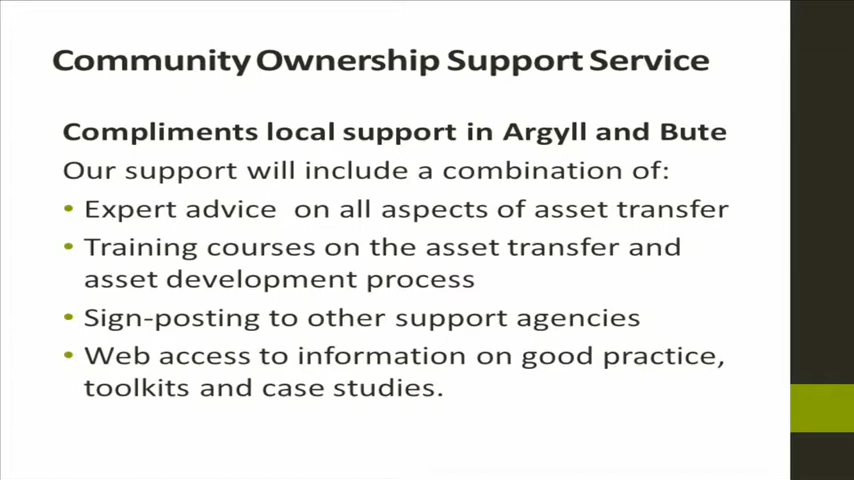 Community Ownership Support Service
Compliments local support in Argyll and Bute
Our support will include a combination of:
• Expert advice  on all aspects of asset transfer
• Training courses on the asset transfer and
asset development process
• Sign-posting to other support agencies
• Web access to information on good practice,
toolkits and case studies.